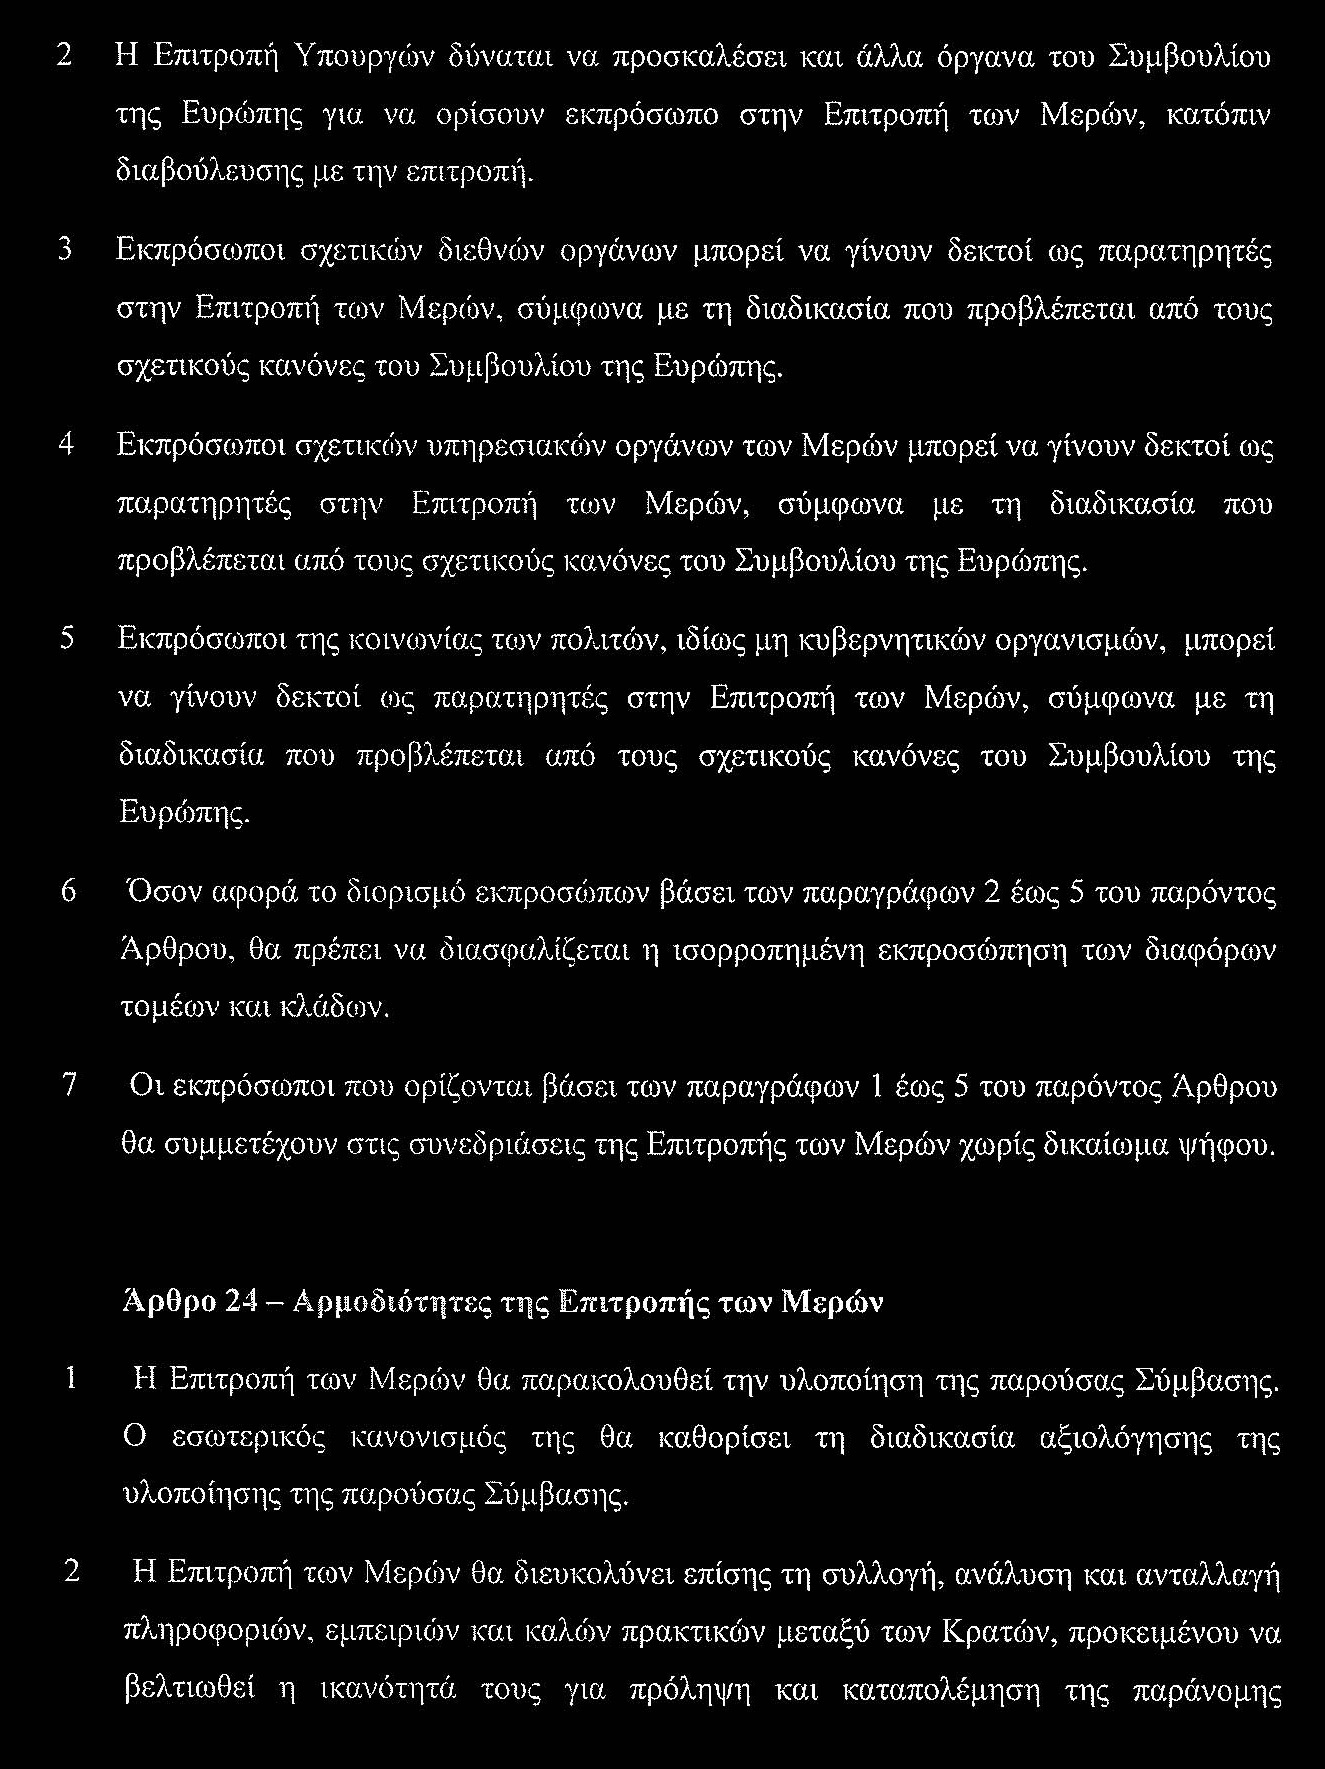 2 Η Επιτροπή Υπουργών δύναται να προσκαλέσει και άλλα όργανα του Συμβουλίου
της Ευρώπης για να ορίσουν εκπρόσωπο στην Επιτροπή των Μερών, κατόπιν
διαβούλευσης με την επιτροπή.
3 Εκπρόσωποι σχετικών διεθνών οργάνων μπορεί να γίνουν δεκτοί ως παρατηρητές
στην Επιτροπή των Μερών, σύμφωνα με τη διαδικασία που προβλέπεται από τους
σχετικούς κανόνες του Συμβουλίου της Ευρώπης.
4 Εκπρόσωποι σχετικών υπηρεσιακών οργάνων των Μερών μπορεί να γίνουν δεκτοί ως
παρατηρητές στην Επιτροπή των Μερών, σύμφωνα με τη διαδικασία που
προβλέπεται από τους σχετικούς κανόνες του Συμβουλίου της Ευρώπης.
5 Εκπρόσωποι της κοινωνίας των πολιτών, ιδίως μη κυβερνητικών οργανισμών, μπορεί
να γίνουν δεκτοί ως παρατηρητές στην Επιτροπή των Μερών, σύμφωνα με τη
διαδικασία που προβλέπεται από τους σχετικούς κανόνες του Συμβουλίου της
Ευρώπης.
6 Όσον αφορά το διορισμό εκπροσώπων βάσει των παραγράφων 2 έως 5 του παρόντος
Άρθρου, θα πρέπει να διασφαλίζεται η ισορροπημένη εκπροσώπηση των διαφόρων
τομέων και κλάδων.
7 Οι εκπρόσωποι που ορίζονται βάσει των παραγράφων 1 έως 5 του παρόντος Άρθρου
θα συμμετέχουν στις συνεδριάσεις της Επιτροπής των Μερών χωρίς δικαίωμα ψήφου.
Άρθρο 24 – Αρμοδιότητες της Επιτροπής των Μερών
1 Η Επιτροπή των Μερών θα παρακολουθεί την υλοποίηση της παρούσας Σύμβασης.
Ο εσωτερικός κανονισμός της θα καθορίσει τη διαδικασία αξιολόγησης της
υλοποίησης της παρούσας Σύμβασης.
2 Η Επιτροπή των Μερών θα διευκολύνει επίσης τη συλλογή, ανάλυση και ανταλλαγή
πληροφοριών, εμπειριών και καλών πρακτικών μεταξύ των Κρατών, προκειμένου να
βελτιωθεί η ικανότητά τους για πρόληψη και καταπολέμηση της παράνομης